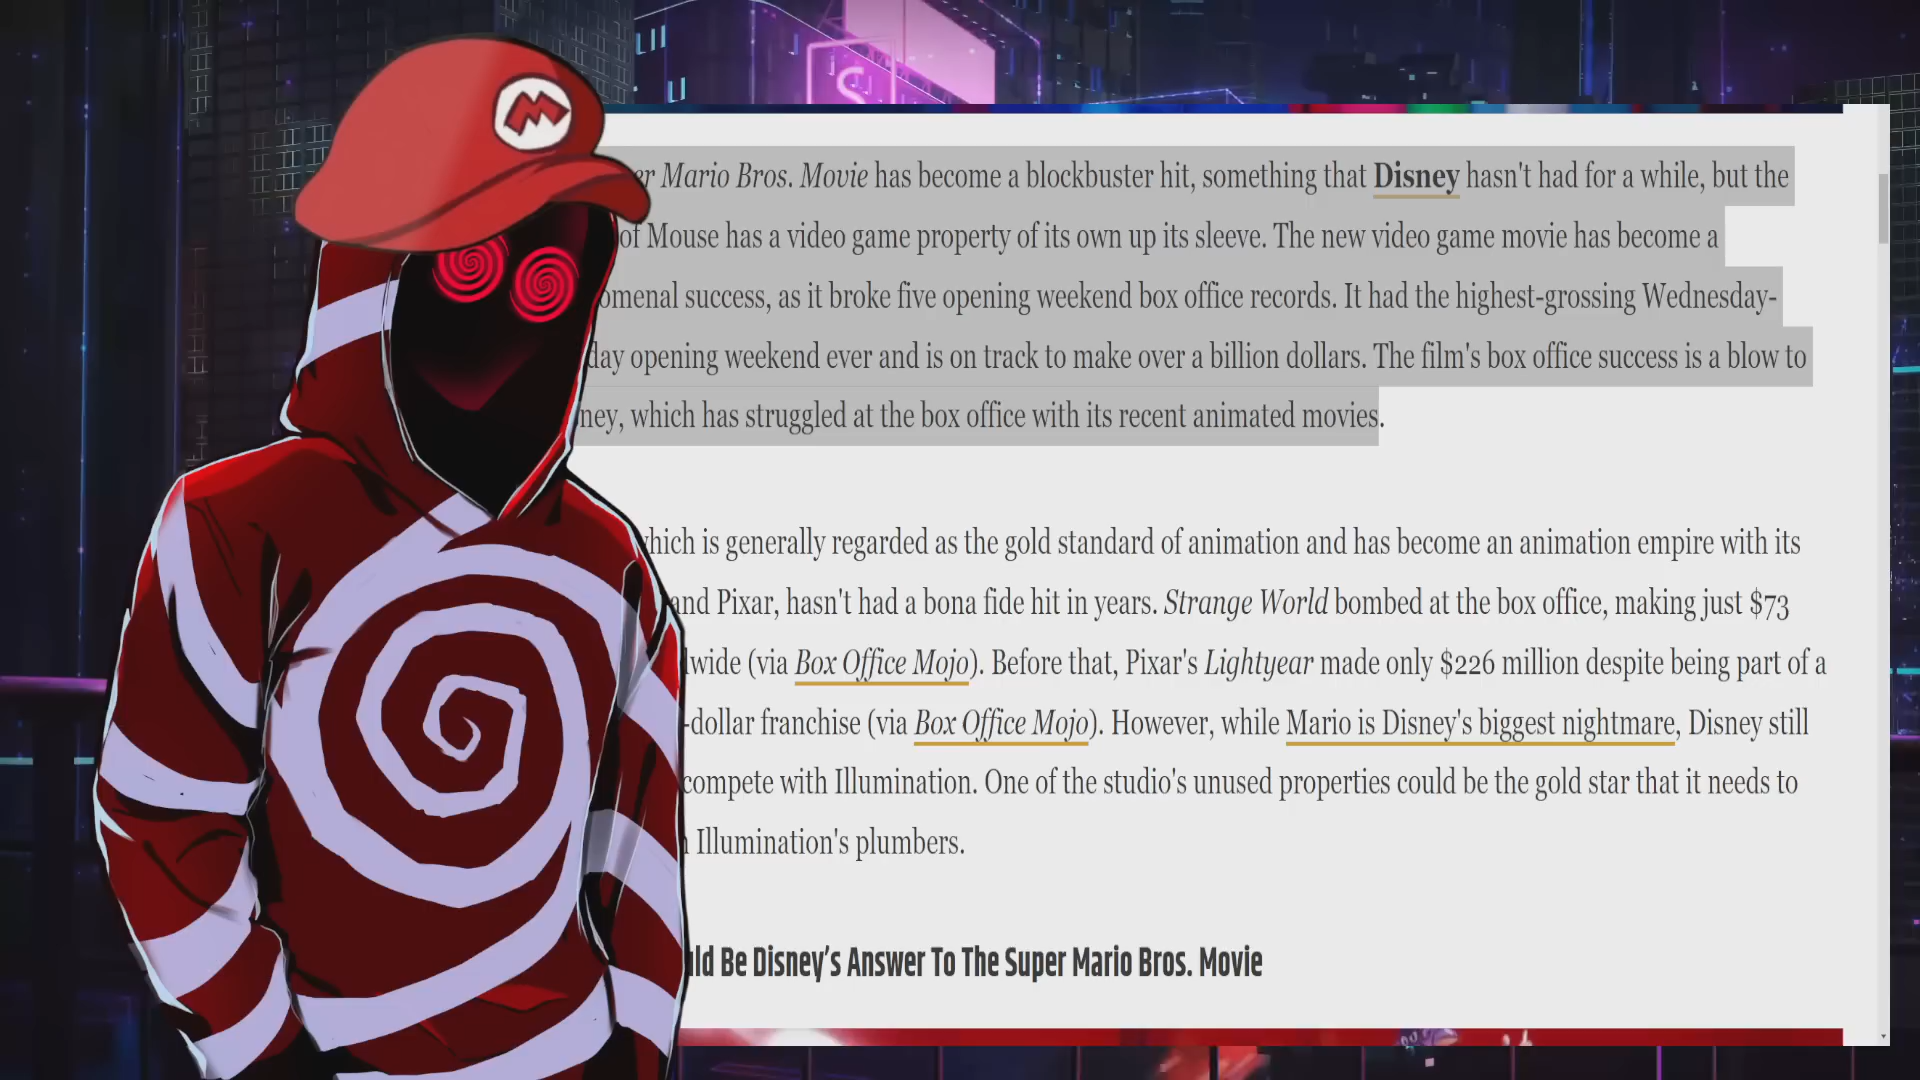 M
S
er Mario Bros. Movie has become a blockbuster hit, something that Disney hasn't had for a while, but the
of Mouse has a video game property of its own up its sleeve. The new video game movie has become a
omenal success, as it broke five opening weekend box office records. It had the highest-grossing Wednesday-
day opening weekend ever and is on track to make over a billion dollars. The film's box office success is a blow to
ney, which has struggled at the box office with its recent animated movies.
which is generally regarded as the gold standard of animation and has become an animation empire with its
and Pixar, hasn't had a bona fide hit in years. Strange World bombed at the box office, making just $73
dwide (via Box Office Mojo). Before that, Pixar's Lightyear made only $226 million despite being part of a
-dollar franchise (via Box Office Mojo). However, while Mario is Disney's biggest nightmare, Disney still
compete with Illumination. One of the studio's unused properties could be the gold star that it needs to
Illumination's plumbers.
uld Be Disney's Answer To The Super Mario Bros. Movie